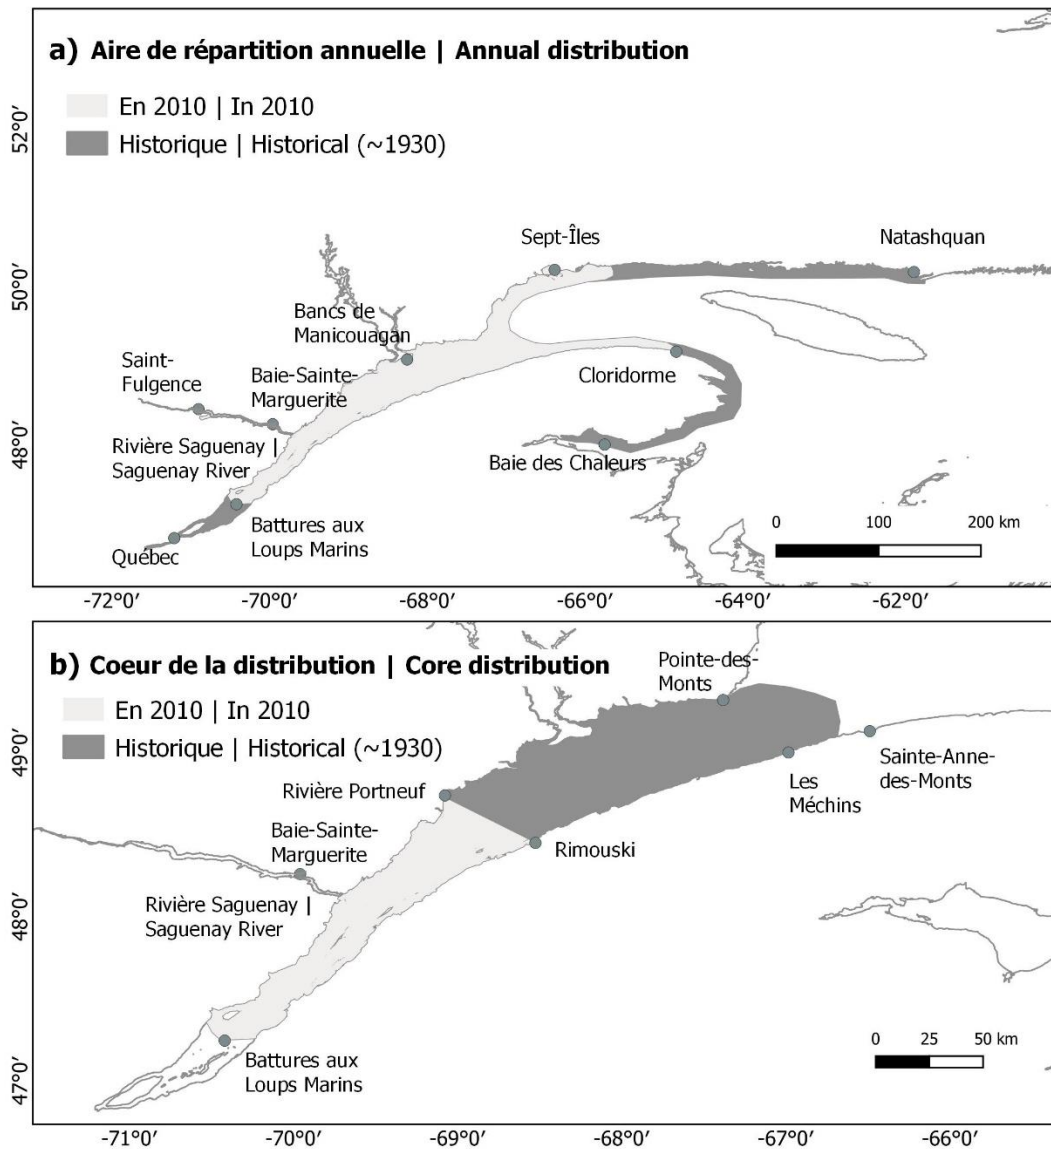 a) Aire de répartition annuelle | Annual distribution
En 2010 | In 2010
Historique | Historical (~1930)
52°0′
50°0′
48°0′
Sept-Îles
Natashquan
Bancs de
Manicouagan
Saint-
Fulgence
Baie-Sainte-
Marguerite
Cloridorme
Rivière Saguenay |
Saguenay River
Baie des Chaleurs
Battures aux
Loups Marins
Québec
0 100 200 km
-72°0′ -70°0′ -68°0′ -66°0′ -64°0′ -62°0′
b) Coeur de la distribution | Core distribution
En 2010 | In 2010
Historique | Historical (~1930)
49°0′
48°0′
47°0′
Pointe-des-
Monts
Sainte-Anne-
des-Monts
Les
Méchins
Rivière Portneuf
Rimouski
Baie-Sainte-
Marguerite
Rivière Saguenay |
Saguenay River
Battures aux
Loups Marins
0 25 50 km
-71°0′ -70°0′ -69°0′ -68°0′ -67°0′ -66°0′